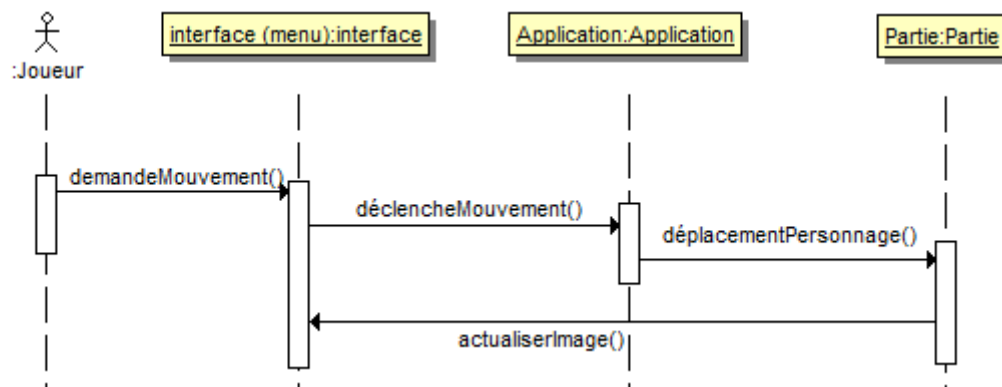 :Joueur
interface (menu):interface
Application:Application
Partie:Partie
demandeMouvement()
déclencheMouvement()
déplacementPersonnage()
actualiserImage()